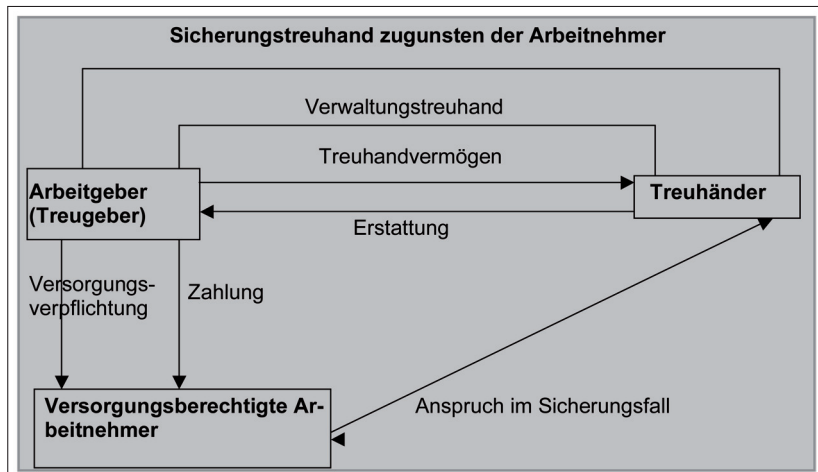 Sicherungstreuhand zugunsten der Arbeitnehmer
Verwaltungstreuhand
Treuhandvermögen
Arbeitgeber
(Treugeber)
Treuhänder
Erstattung
Versorgungs-
verpflichtung
Zahlung
Versorgungsberechtigte Ar-
beitnehmer
Anspruch im Sicherungsfall